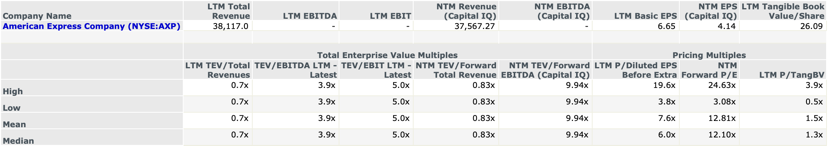 Company Name LTM Total Revenue LTM EBITDA LTM EBIT NTM Revenue (Capital IQ) NTM EBITDA (Capital IQ) LTM Basic EPS NTM EPS (Capital IQ) LTM Tangible Book Value/Share
American Express Company (NYSE:AXP) 38,117.0 - - 37,567.27 - 6.65 4.14 26.09
Total Enterprise Value Multiples Pricing Multiples
LTM TEV/Total Revenues TEV/EBITDA LTM - Latest TEV/EBIT LTM - Latest NTM TEV/Forward Total Revenue NTM TEV/Forward EBITDA (Capital IQ) LTM P/Diluted EPS Before Extra NTM Forward P/E LTM P/TangBV
High 0.7x 3.9x 5.0x 0.83x 9.94x 19.6x 24.63x 3.9x
Low 0.7x 3.9x 5.0x 0.83x 9.94x 3.8x 3.08x 0.5x
Mean 0.7x 3.9x 5.0x 0.83x 9.94x 7.6x 12.81x 1.5x
Median 0.7x 3.9x 5.0x 0.83x 9.94x 6.0x 12.10x 1.3x